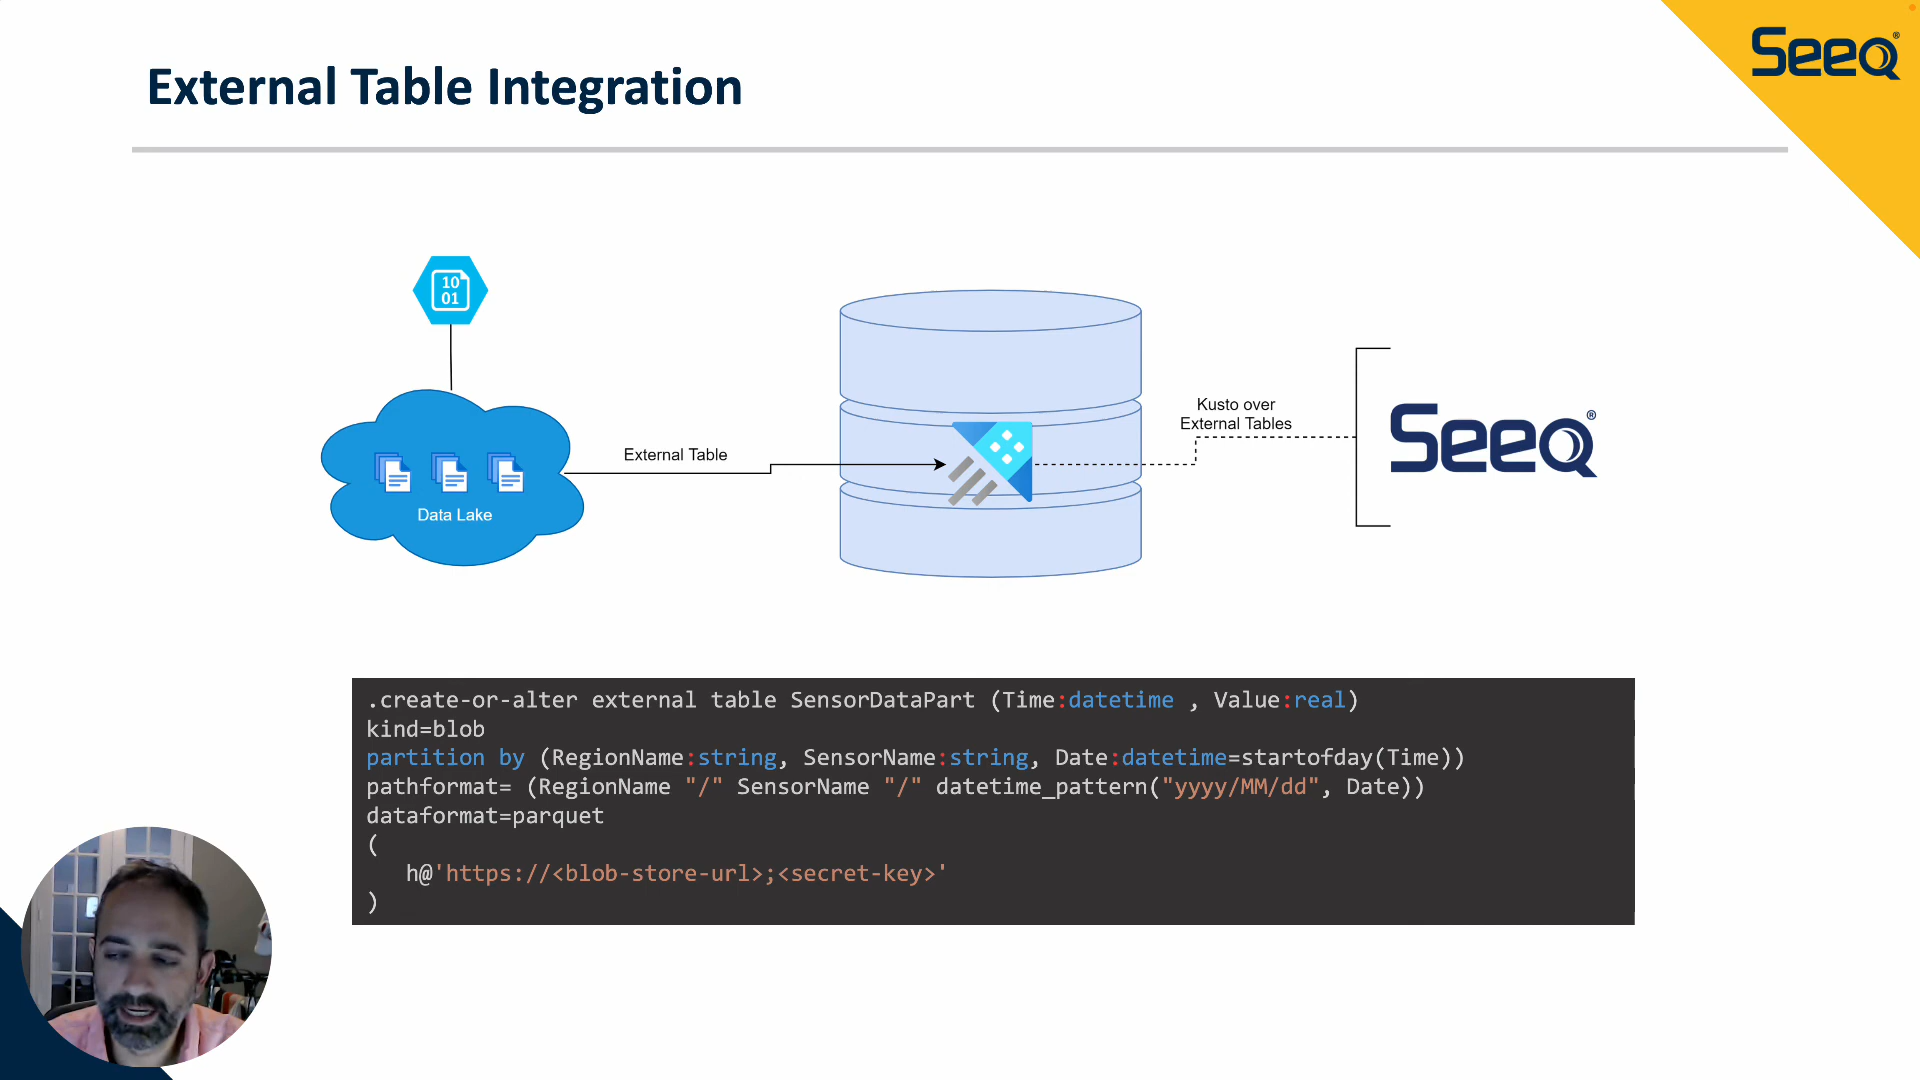 External Table Integration
SeeQ®
10
01
Data Lake
External Table
Kusto over
External Tables
SeeQ®
.create-or-alter external table SensorDataPart (Time:datetime , Value:real)
kind=blob
partition by (RegionName:string, SensorName:string, Date:datetime=startofday(Time))
pathformat= (RegionName "/" SensorName "/" datetime_pattern("yyyy/MM/dd", Date))
dataformat=parquet
(
h@'https://<blob-store-url>;<secret-key>'
)